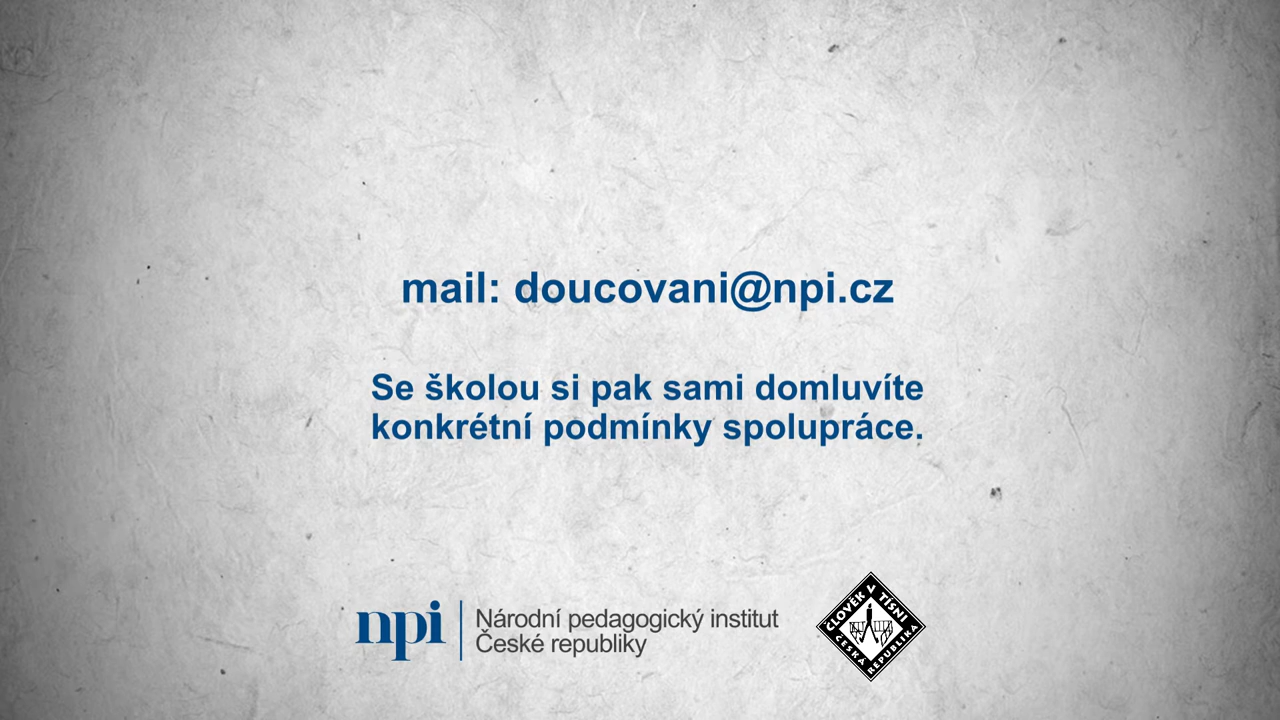 mail: doucovani@npi.cz
Se školou si pak sami domluvíte
konkrétní podmínky spolupráce.
npi
Národní pedagogický institut
České republiky
ČLOVĚK V TÍSNI
ČESKÁ REPUBLIKA